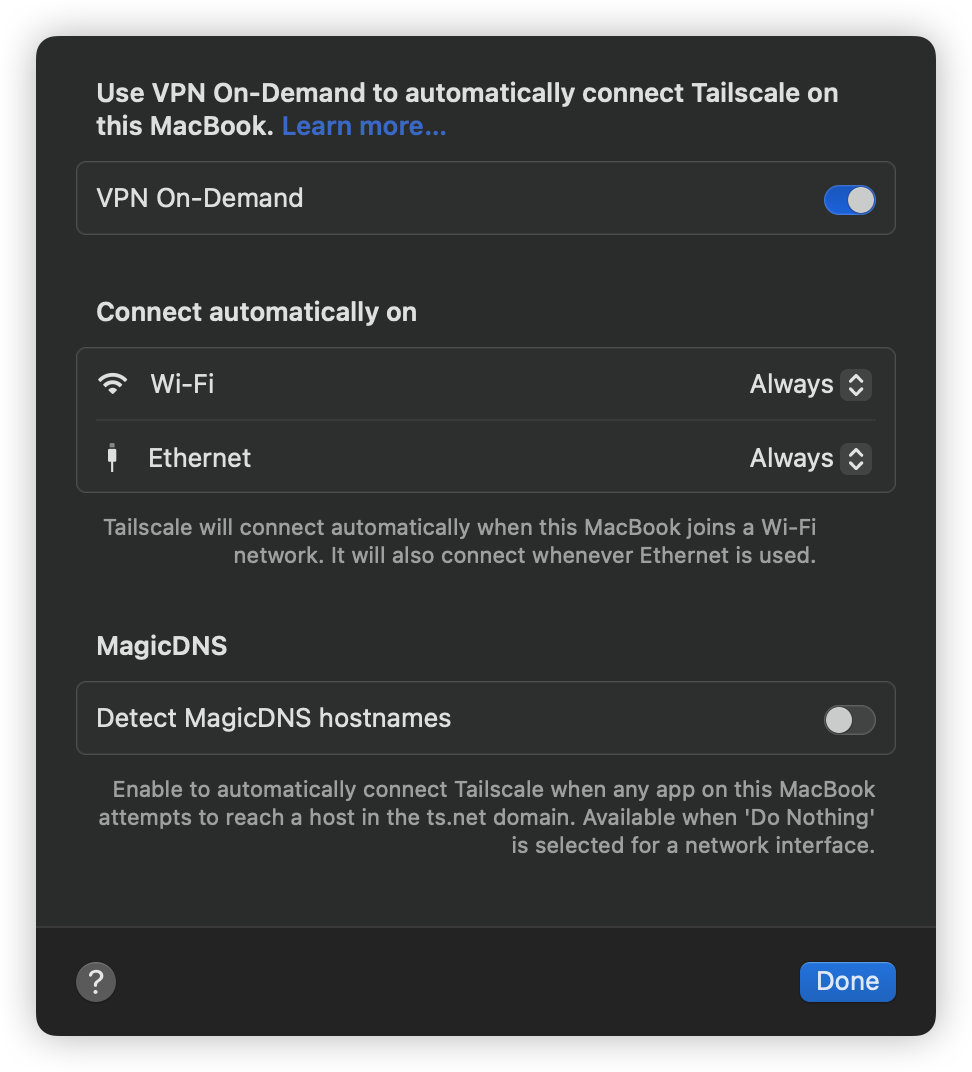 Use VPN On-Demand to automatically connect Tailscale on
this MacBook. Learn more...
VPN On-Demand
Connect automatically on
Wi-Fi Always
Ethernet Always
Tailscale will connect automatically when this MacBook joins a Wi-Fi
network. It will also connect whenever Ethernet is used.
MagicDNS
Detect MagicDNS hostnames
Enable to automatically connect Tailscale when any app on this MacBook
attempts to reach a host in the ts.net domain. Available when 'Do Nothing'
is selected for a network interface.
? Done